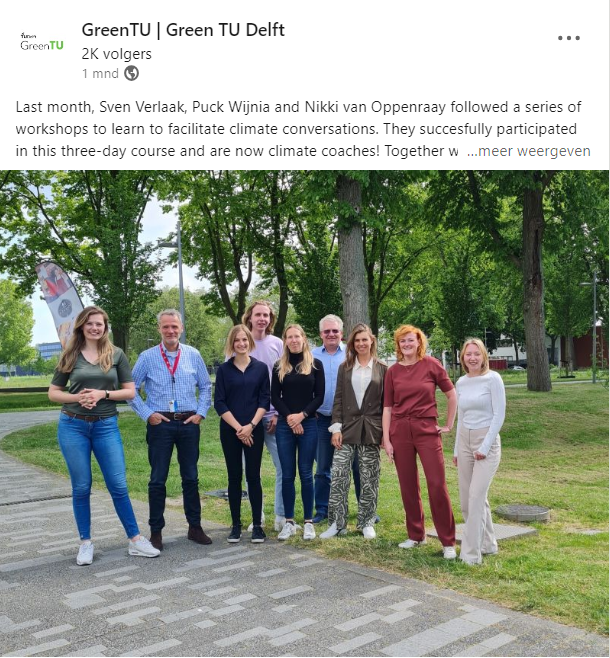 GreenTU | Green TU Delft
GreenTU
2K volgers
1 mnd
Last month, Sven Verlaak, Puck Wijnia and Nikki van Oppenraay followed a series of
workshops to learn to facilitate climate conversations. They succesfully participated
in this three-day course and are now climate coaches! Together w ...meer weergeven